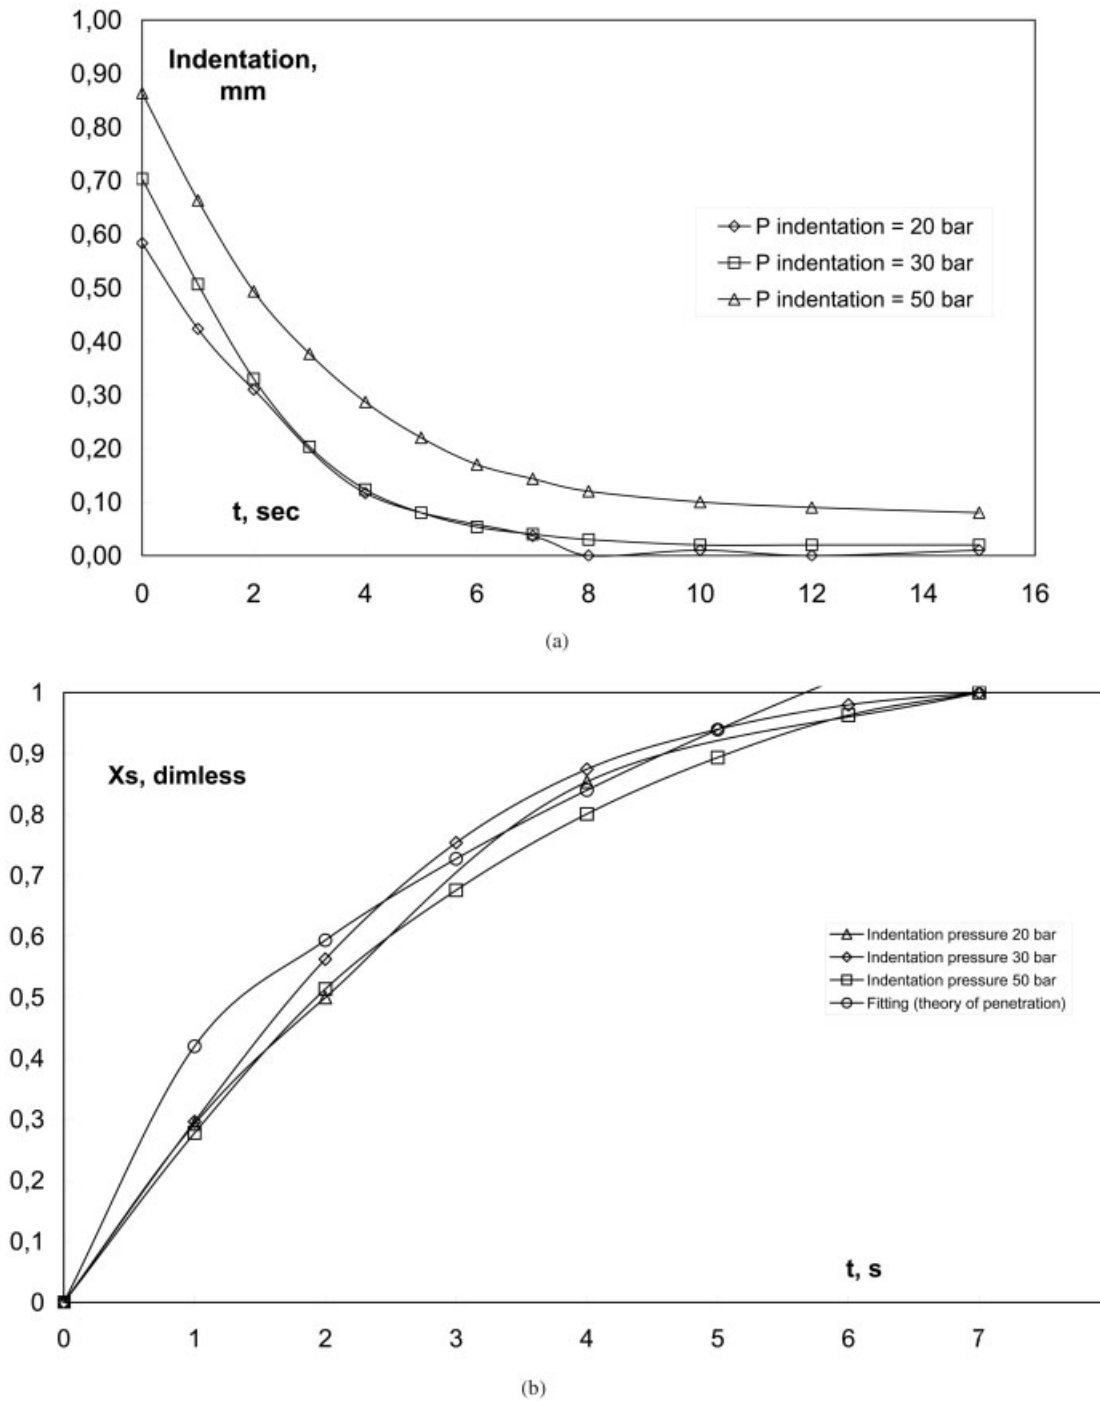 1,00
Indentation,
0,90
mm
0,80
0,70
0,60
P indentation = 20 bar
P indentation = 30 bar
0,50
P indentation = 50 bar
0,40
0,30
0,20
t, sec
0,10
0,00
0 2 4 6 8 10 12 14 16
(a)
1
0,9
Xs, dimless
0,8
0,7
0,6
Indentation pressure 20 bar
Indentation pressure 30 bar
Indentation pressure 50 bar
0,5
Fitting (theory of penetration)
0,4
0,3
0,2
0,1
t, s
0
0 1 2 3 4 5 6 7
(b)